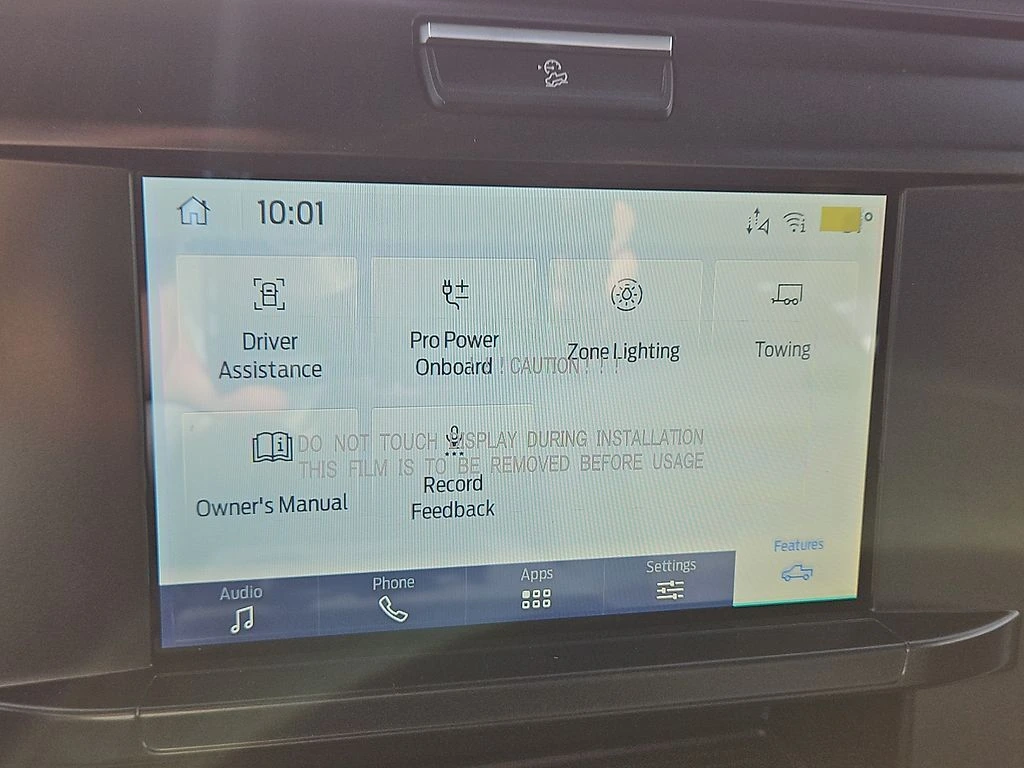 10:01
Driver
Assistance
Pro Power
Onboard
Zone Lighting
Towing
! CAUTION ! ! !
DO NOT TOUCH DISPLAY DURING INSTALLATION
THIS FILM IS TO BE REMOVED BEFORE USAGE
Owner's Manual
Record
Feedback
Audio
Phone
Apps
Settings
Features